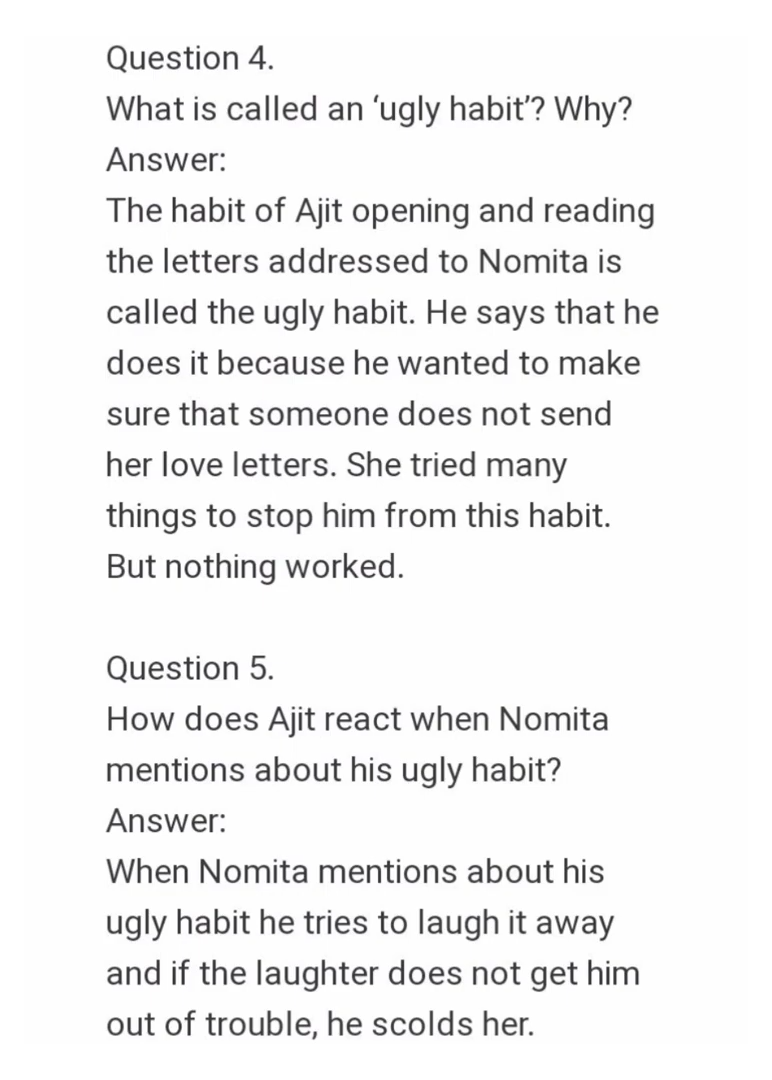 Question 4.
What is called an ‘ugly habit’? Why?
Answer:
The habit of Ajit opening and reading
the letters addressed to Nomita is
called the ugly habit. He says that he
does it because he wanted to make
sure that someone does not send
her love letters. She tried many
things to stop him from this habit.
But nothing worked.
Question 5.
How does Ajit react when Nomita
mentions about his ugly habit?
Answer:
When Nomita mentions about his
ugly habit he tries to laugh it away
and if the laughter does not get him
out of trouble, he scolds her.